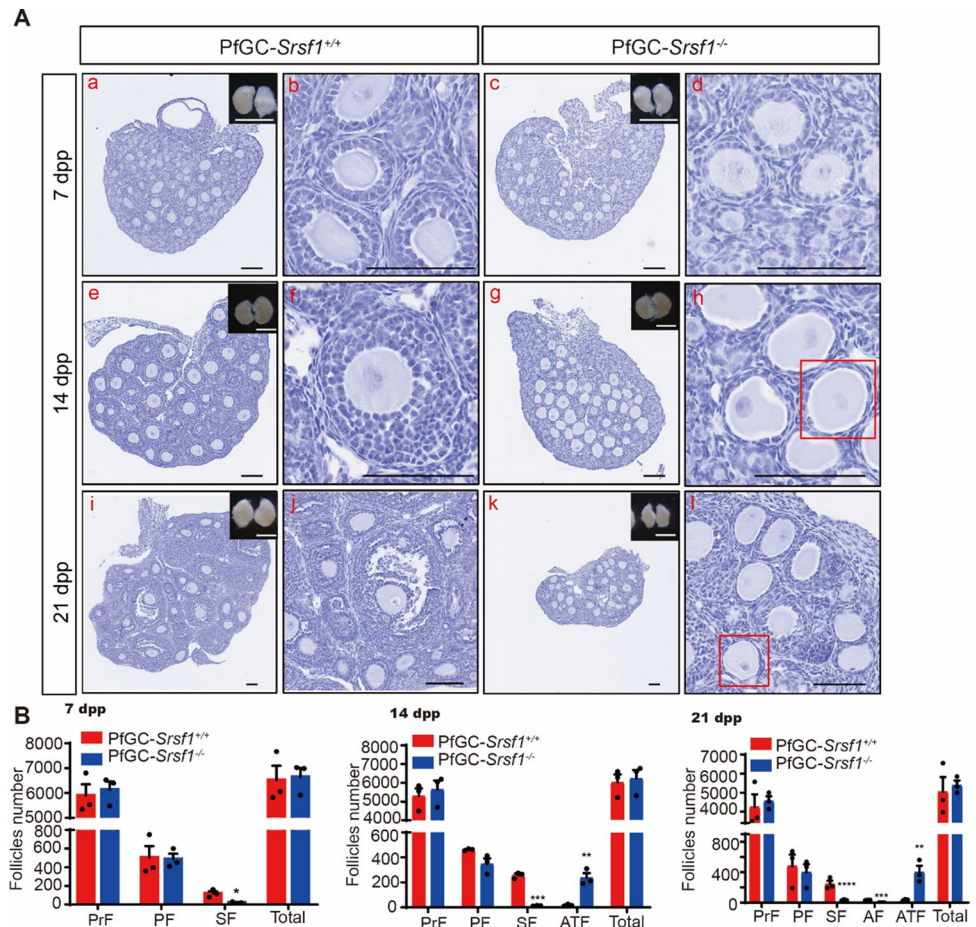 A
PfGC-Srsf1+/+ PfGC-Srsf1-/-
7 dpp
a b c d
14 dpp
e f g h
21 dpp
i j k l
B
7 dpp
PfGC-Srsf1+/+
PfGC-Srsf1-/-
Follicles number
8000
7000
6000
5000
800
600
400
200
0
*
PrF PF SF Total
14 dpp
PfGC-Srsf1+/+
PfGC-Srsf1-/-
Follicles number
8000
7000
6000
5000
4000
600
400
200
0
***
**
PrF PF SF ATF Total
21 dpp
PfGC-Srsf1+/+
PfGC-Srsf1-/-
Follicles number
8000
7000
6000
5000
4000
800
400
200
0
****
***
**
PrF PF SF AF ATF Total